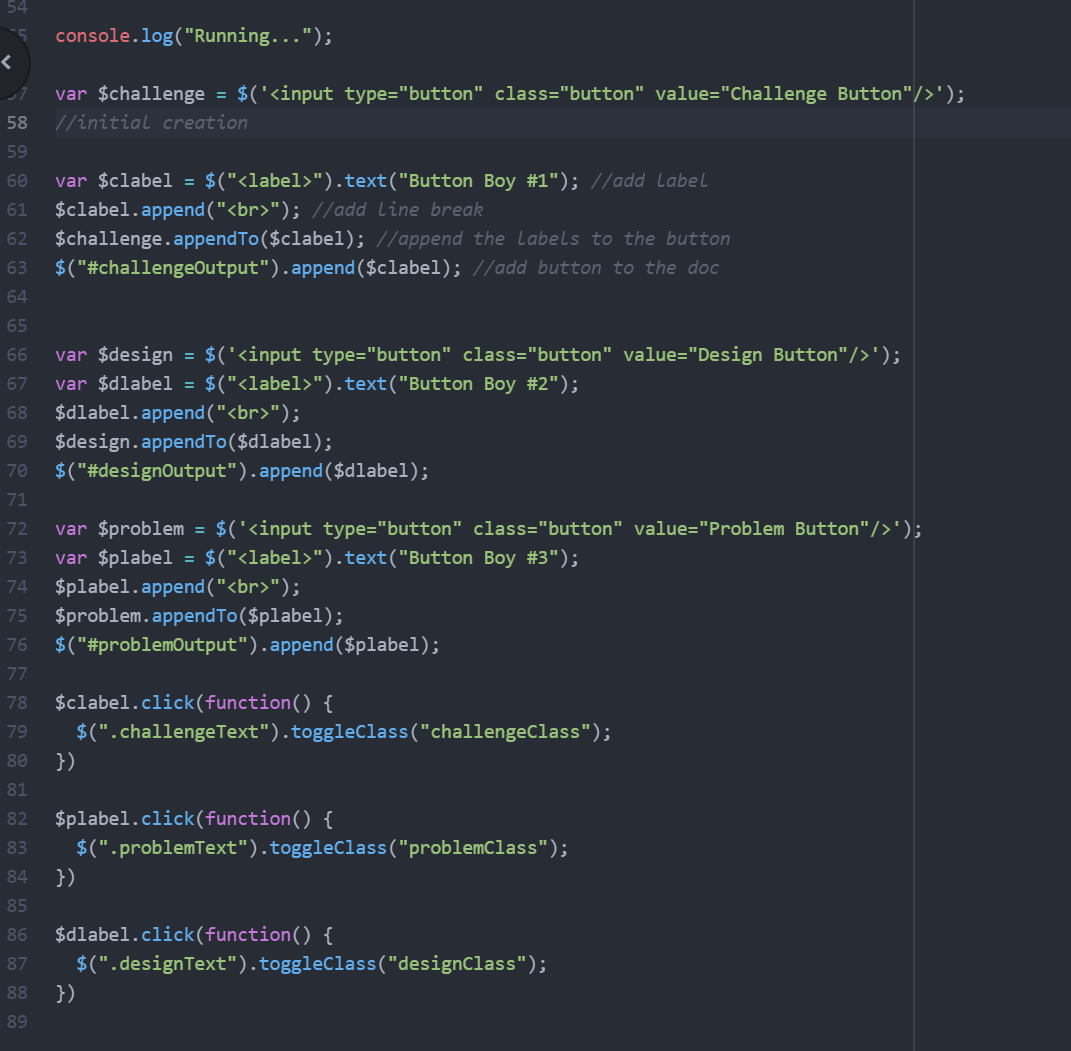 54
55 console.log("Running...");
57 var $challenge = $('<input type="button" class="button" value="Challenge Button"/>');
58 //initial creation
59
60 var $clabel = $("<label>").text("Button Boy #1"); //add label
61 $clabel.append("<br>"); //add line break
62 $challenge.appendTo($clabel); //append the labels to the button
63 $("#challengeOutput").append($clabel); //add button to the doc
64
65
66 var $design = $('<input type="button" class="button" value="Design Button"/>');
67 var $dlabel = $("<label>").text("Button Boy #2");
68 $dlabel.append("<br>");
69 $design.appendTo($dlabel);
70 $("#designOutput").append($dlabel);
71
72 var $problem = $('<input type="button" class="button" value="Problem Button"/>');
73 var $plabel = $("<label>").text("Button Boy #3");
74 $plabel.append("<br>");
75 $problem.appendTo($plabel);
76 $("#problemOutput").append($plabel);
77
78 $clabel.click(function() {
79   $(".challengeText").toggleClass("challengeClass");
80 })
81
82 $plabel.click(function() {
83   $(".problemText").toggleClass("problemClass");
84 })
85
86 $dlabel.click(function() {
87   $(".designText").toggleClass("designClass");
88 })
89